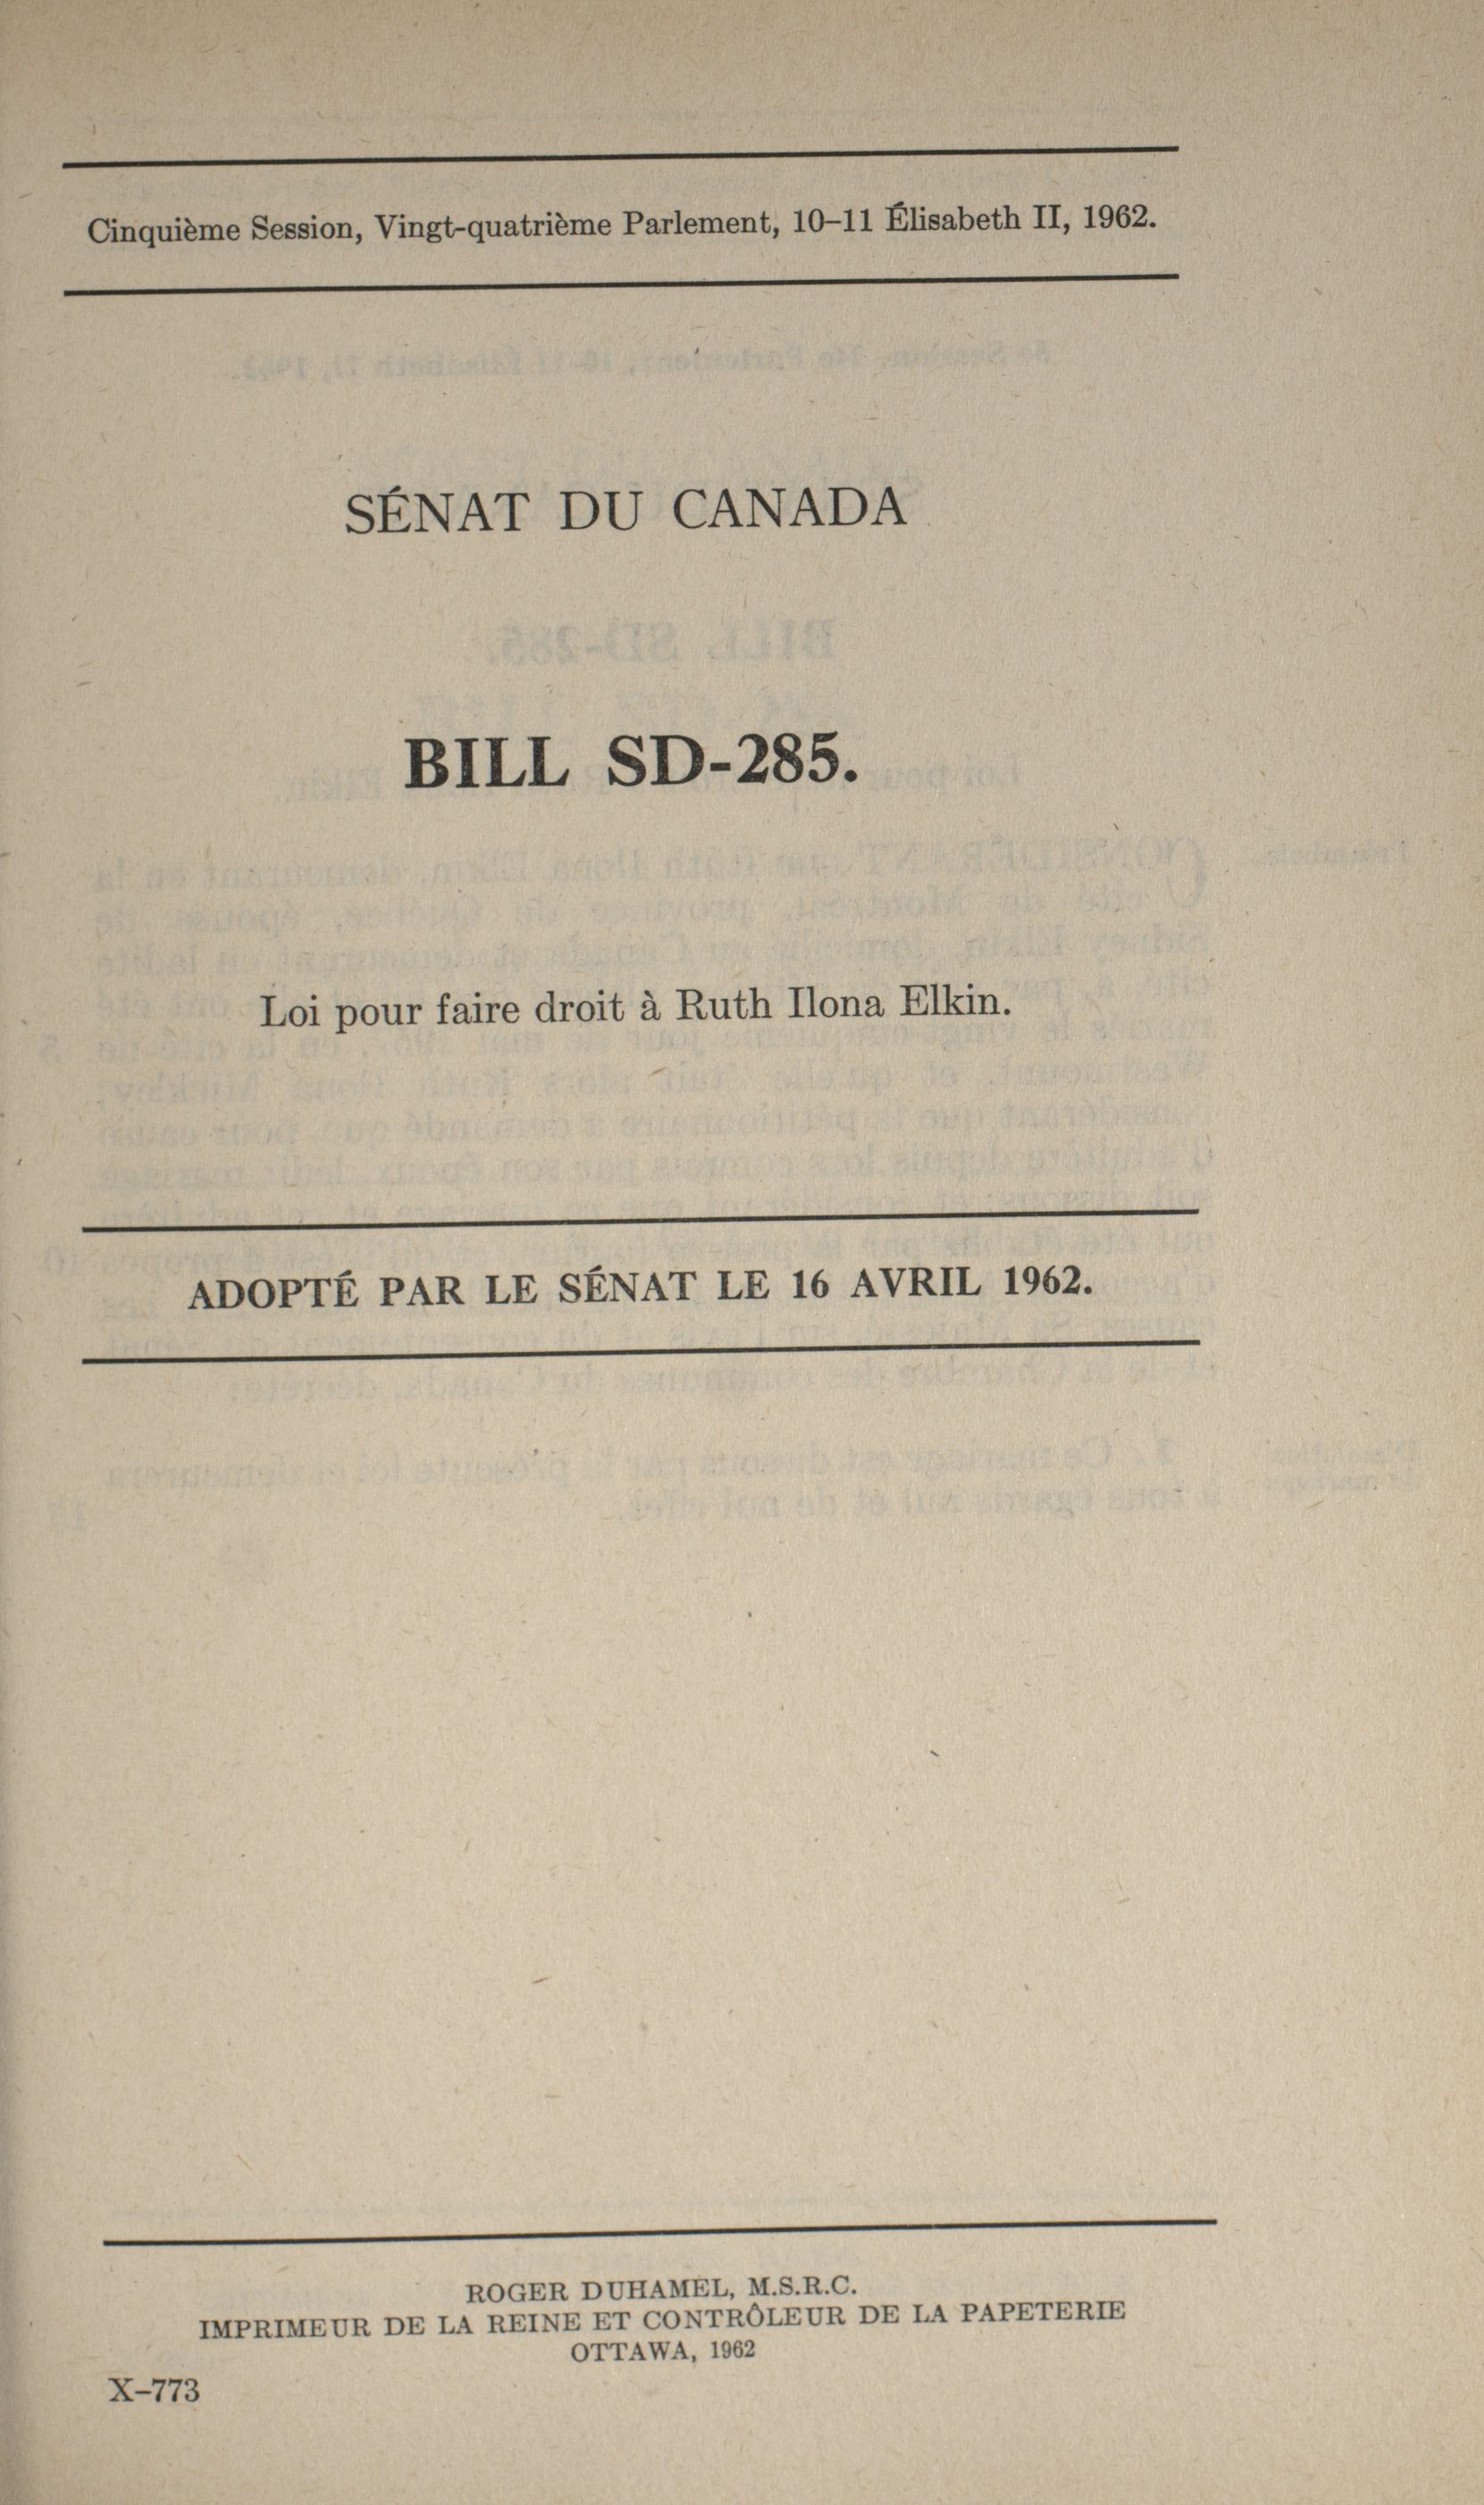 Cinquième Session, Vingt-quatrième Parlement, 10–11 Élisabeth II, 1962.
SÉNAT DU CANADA
BILL SD-285.
Loi pour faire droit à Ruth Ilona Elkin.
ADOPTÉ PAR LE SÉNAT LE 16 AVRIL 1962.
ROGER DUHAMEL, M.S.R.C.
IMPRIMEUR DE LA REINE ET CONTRÔLEUR DE LA PAPETERIE
OTTAWA, 1962
X–773